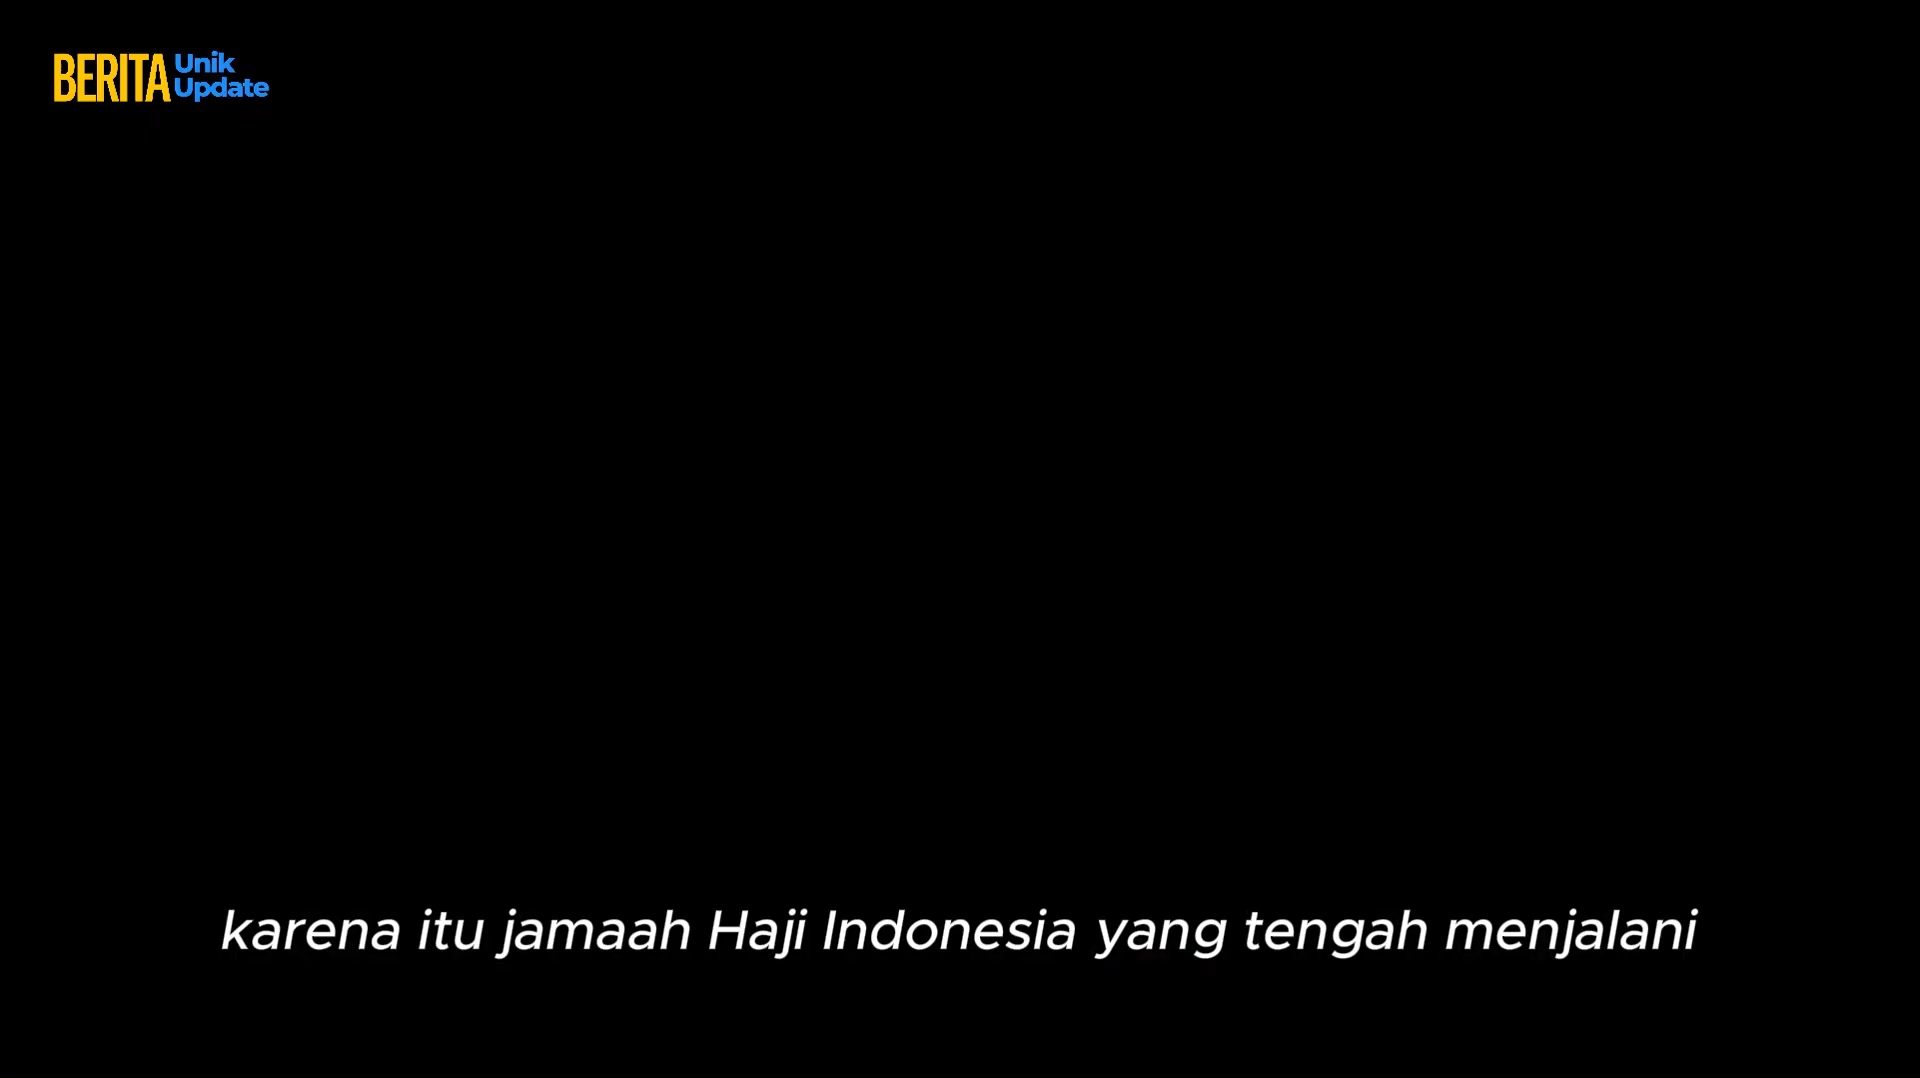 BERITA Unik
Update
karena itu jamaah Haji Indonesia yang tengah menjalani